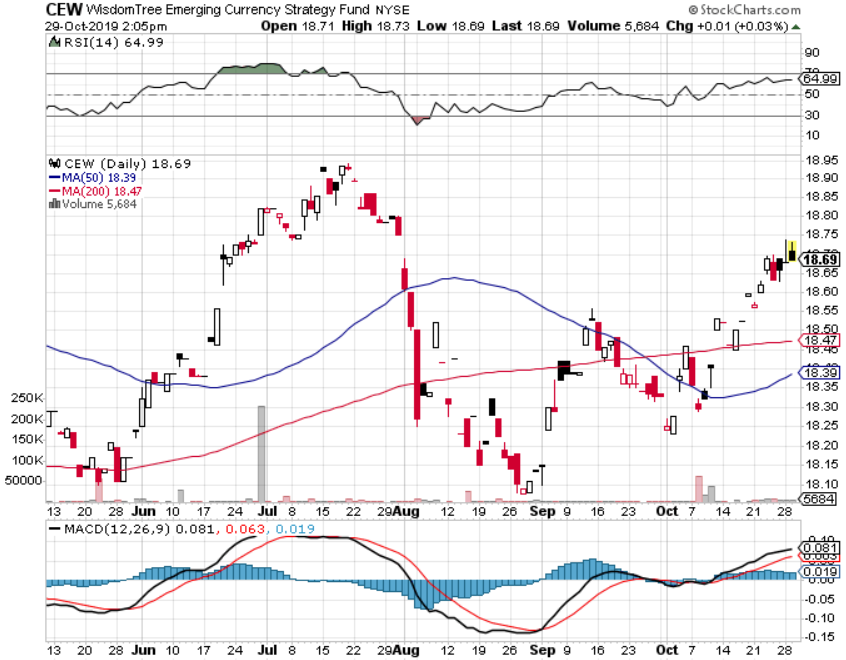 CEW WisdomTree Emerging Currency Strategy Fund NYSE
© StockCharts.com
29-Oct-2019 2:05pm
Open 18.71 High 18.73 Low 18.69 Last 18.69 Volume 5,684 Chg +0.01 (+0.03%)
RSI(14) 64.99
90
70
64.99
50
30
10
CEW (Daily) 18.69
MA(50) 18.39
MA(200) 18.47
Volume 5,684
18.95
18.90
18.85
18.80
18.75
18.70
18.69
18.65
18.60
18.55
18.50
18.47
18.45
18.39
18.35
18.30
18.25
18.20
18.15
18.10
5684
250K
200K
150K
100K
50000
13 20 28 Jun 10 17 24 Jul 8 15 22 29 Aug 12 19 26 Sep 9 16 23 Oct 7 14 21 28
MACD(12,26,9) 0.081, 0.063, 0.019
0.10
0.081
0.063
0.019
0.00
-0.05
-0.10
-0.15
13 20 28 Jun 10 17 24 Jul 8 15 22 29 Aug 12 19 26 Sep 9 16 23 Oct 7 14 21 28